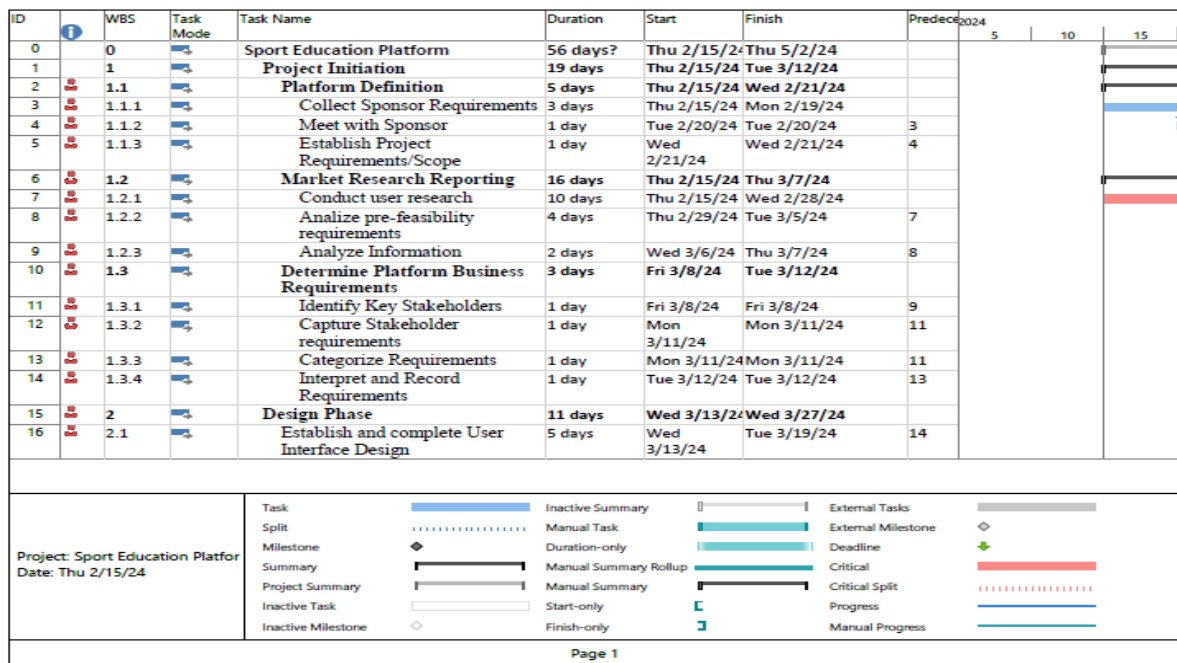 ID WBS Task Mode Task Name Duration Start Finish Predece 2024
5 10 15
0 0 Sport Education Platform 56 days? Thu 2/15/24 Thu 5/2/24
1 1 Project Initiation 19 days Thu 2/15/24 Tue 3/12/24
2 1.1 Platform Definition 5 days Thu 2/15/24 Wed 2/21/24
3 1.1.1 Collect Sponsor Requirements 3 days Thu 2/15/24 Mon 2/19/24
4 1.1.2 Meet with Sponsor 1 day Tue 2/20/24 Tue 2/20/24 3
5 1.1.3 Establish Project Requirements/Scope 1 day Wed 2/21/24 Wed 2/21/24 4
6 1.2 Market Research Reporting 16 days Thu 2/15/24 Thu 3/7/24
7 1.2.1 Conduct user research 10 days Thu 2/15/24 Wed 2/28/24
8 1.2.2 Analize pre-feasibility requirements 4 days Thu 2/29/24 Tue 3/5/24 7
9 1.2.3 Analyze Information 2 days Wed 3/6/24 Thu 3/7/24 8
10 1.3 Determine Platform Business Requirements 3 days Fri 3/8/24 Tue 3/12/24
11 1.3.1 Identify Key Stakeholders 1 day Fri 3/8/24 Fri 3/8/24 9
12 1.3.2 Capture Stakeholder requirements 1 day Mon 3/11/24 Mon 3/11/24 11
13 1.3.3 Categorize Requirements 1 day Mon 3/11/24 Mon 3/11/24 11
14 1.3.4 Interpret and Record Requirements 1 day Tue 3/12/24 Tue 3/12/24 13
15 2 Design Phase 11 days Wed 3/13/24 Wed 3/27/24
16 2.1 Establish and complete User Interface Design 5 days Wed 3/13/24 Tue 3/19/24 14
Project: Sport Education Platfor
Date: Thu 2/15/24
Task Inactive Summary External Tasks
Split Manual Task External Milestone
Milestone Duration-only Deadline
Summary Manual Summary Rollup Critical
Project Summary Manual Summary Critical Split
Inactive Task Start-only Progress
Inactive Milestone Finish-only Manual Progress
Page 1